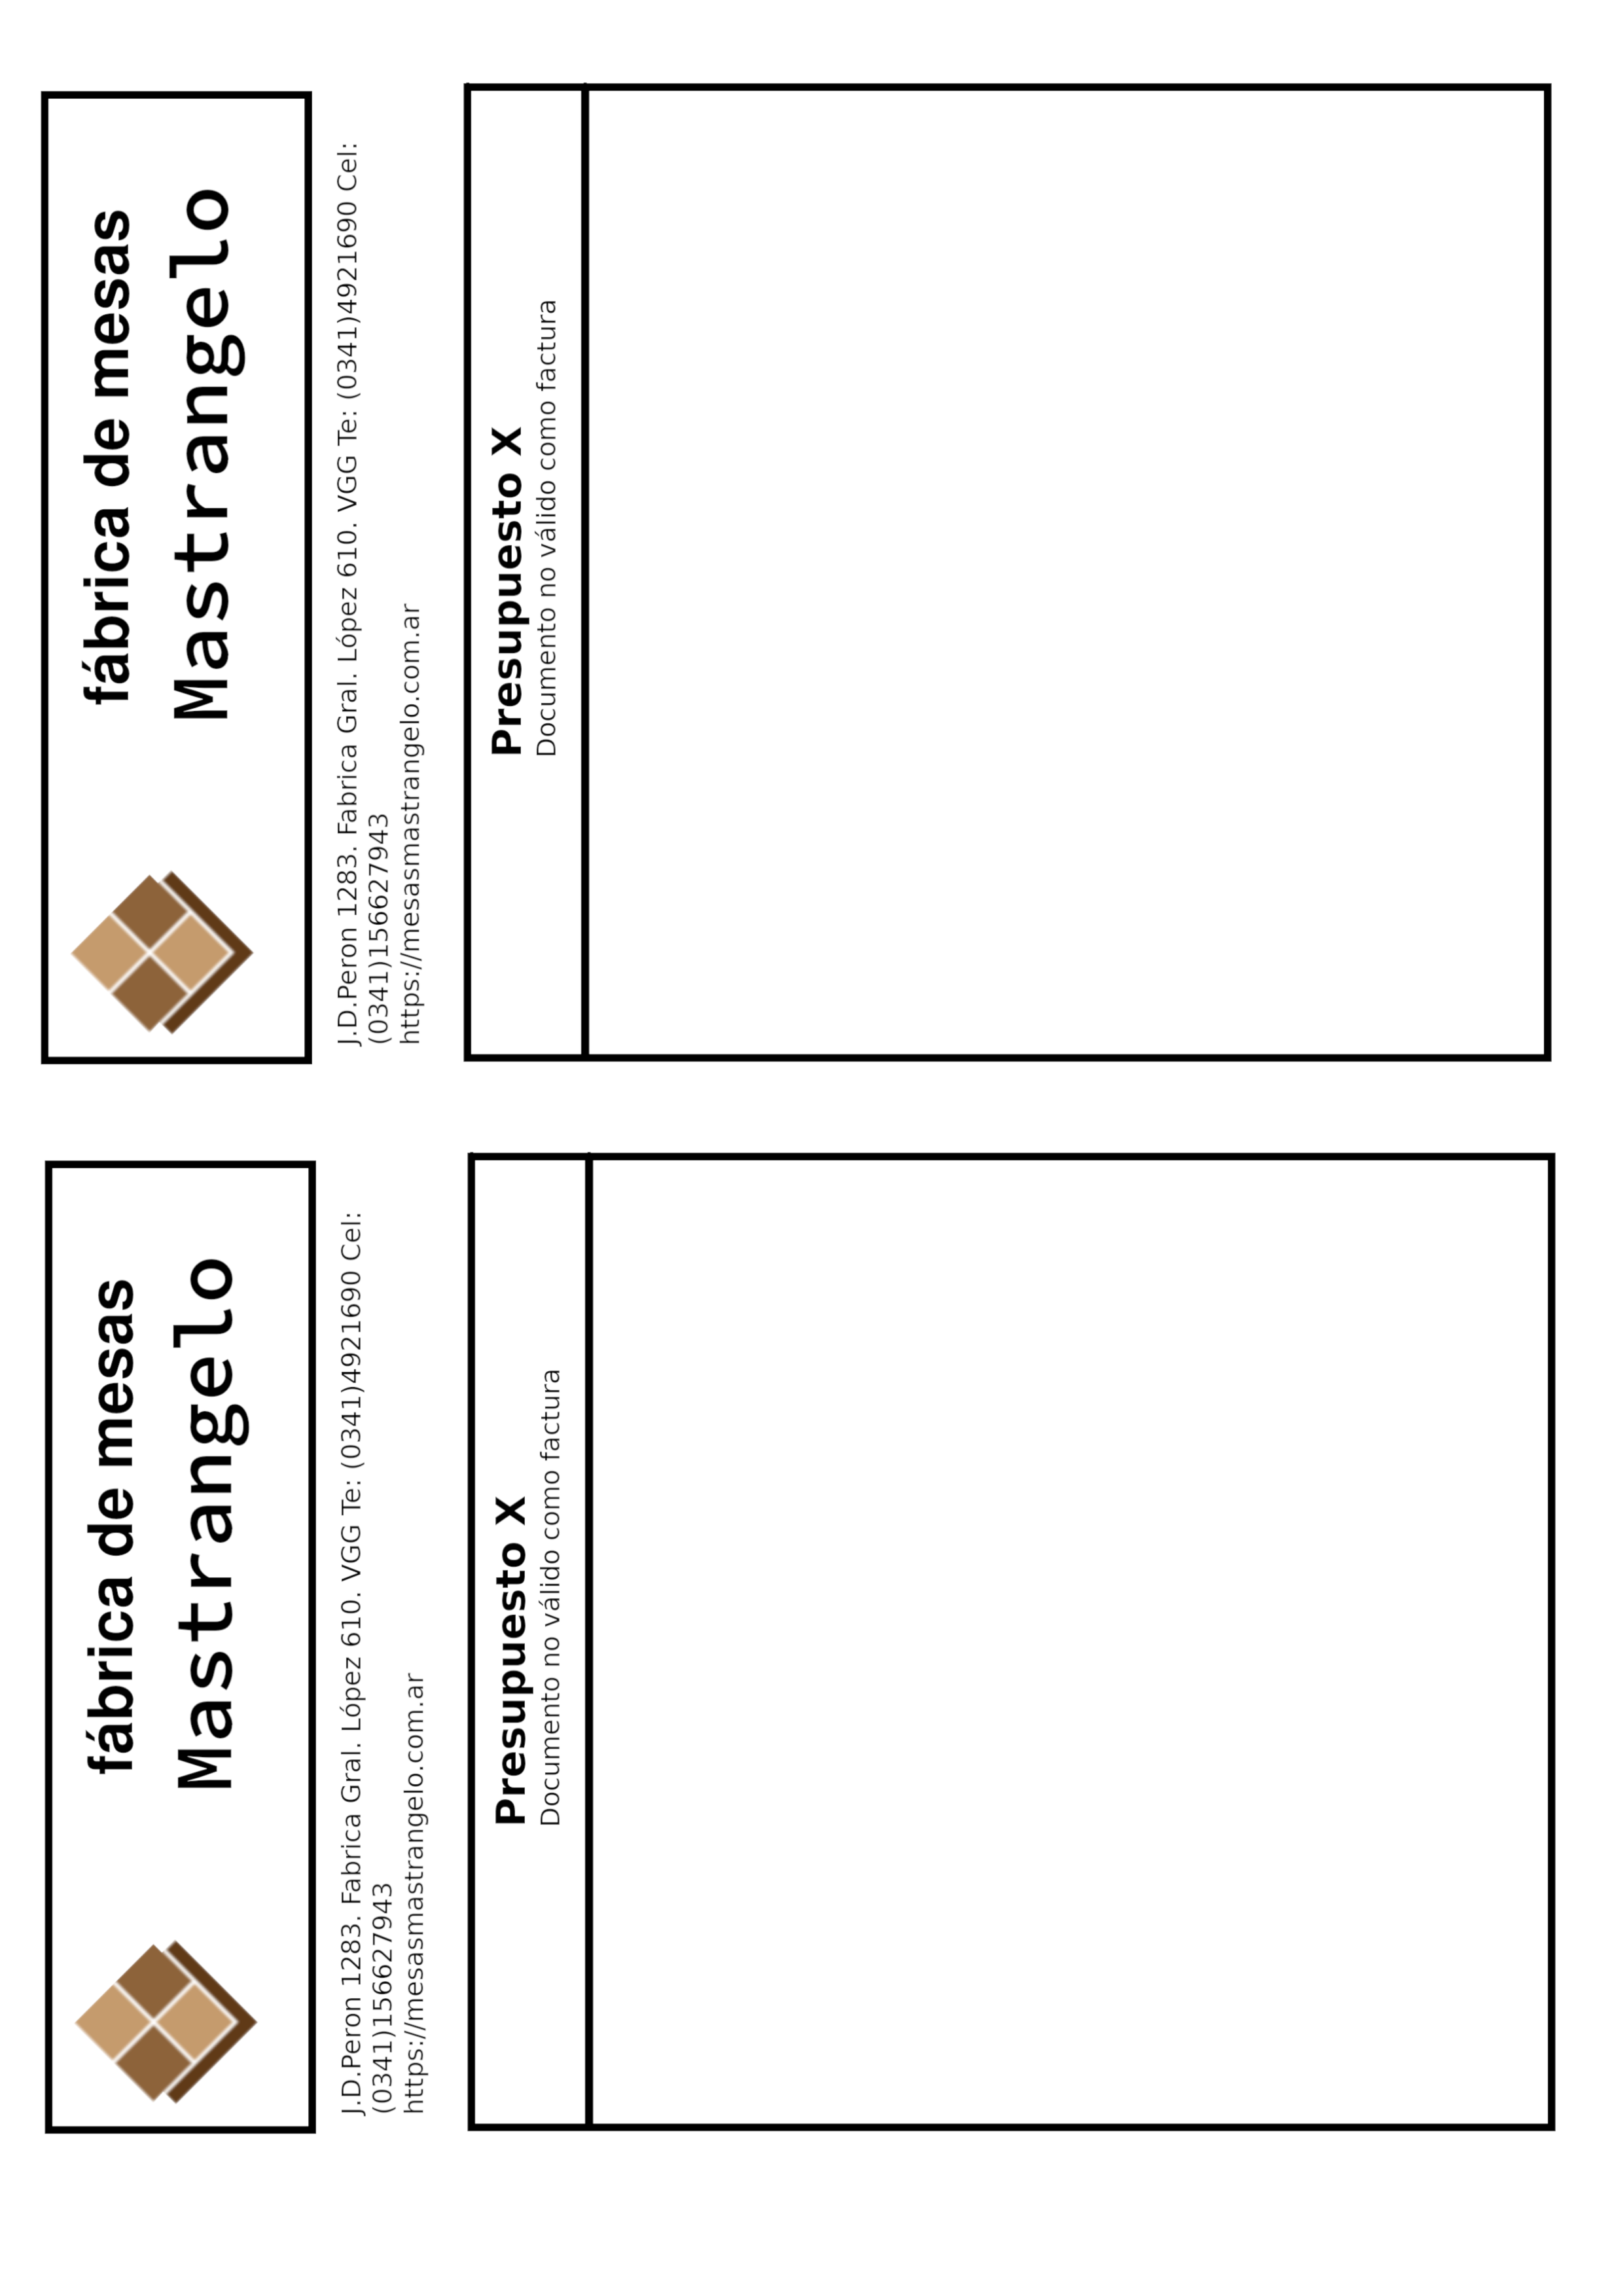 fábrica de mesas
Mastrangelo
J.D.Peron 1283. Fabrica Gral. López 610. VGG Te: (0341)4921690 Cel:
(0341)156627943
https://mesasmastrangelo.com.ar
Presupuesto X
Documento no válido como factura
fábrica de mesas
Mastrangelo
J.D.Peron 1283. Fabrica Gral. López 610. VGG Te: (0341)4921690 Cel:
(0341)156627943
https://mesasmastrangelo.com.ar
Presupuesto X
Documento no válido como factura